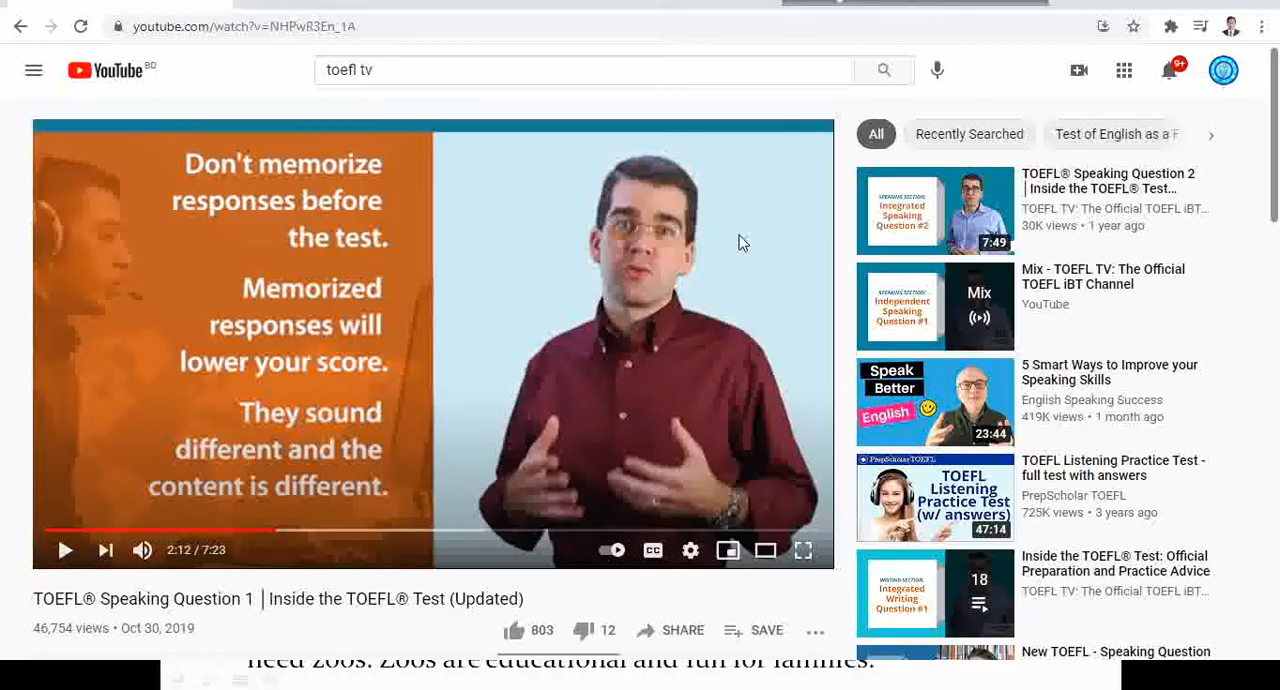 youtube.com/watch?v=NHPwR3En_1A
YouTube BD
toefl tv
9+
Don't memorize
responses before
the test.
Memorized
responses will
lower your score.
They sound
different and the
content is different.
2:12 / 7:23
CC
TOEFL® Speaking Question 1 │Inside the TOEFL® Test (Updated)
46,754 views • Oct 30, 2019
803
12
SHARE
SAVE
All
Recently Searched
Test of English as a F
SPEAKING SECTION:
Integrated
Speaking
Question #2
7:49
TOEFL® Speaking Question 2
│Inside the TOEFL® Test...
TOEFL TV: The Official TOEFL iBT...
30K views • 1 year ago
SPEAKING SECTION:
Independent
Speaking
Question #1
Mix
Mix - TOEFL TV: The Official
TOEFL iBT Channel
YouTube
Speak
Better
English
23:44
5 Smart Ways to Improve your
Speaking Skills
English Speaking Success
419K views • 1 month ago
PrepScholar TOEFL
TOEFL
Listening
Practice Test
(w/ answers)
47:14
TOEFL Listening Practice Test -
full test with answers
PrepScholar TOEFL
725K views • 3 years ago
WRITING SECTION:
Integrated
Writing
Question #1
18
Inside the TOEFL® Test: Official
Preparation and Practice Advice
TOEFL TV: The Official TOEFL iBT...
New TOEFL - Speaking Question
need zoos. Zoos are educational and fun for families.